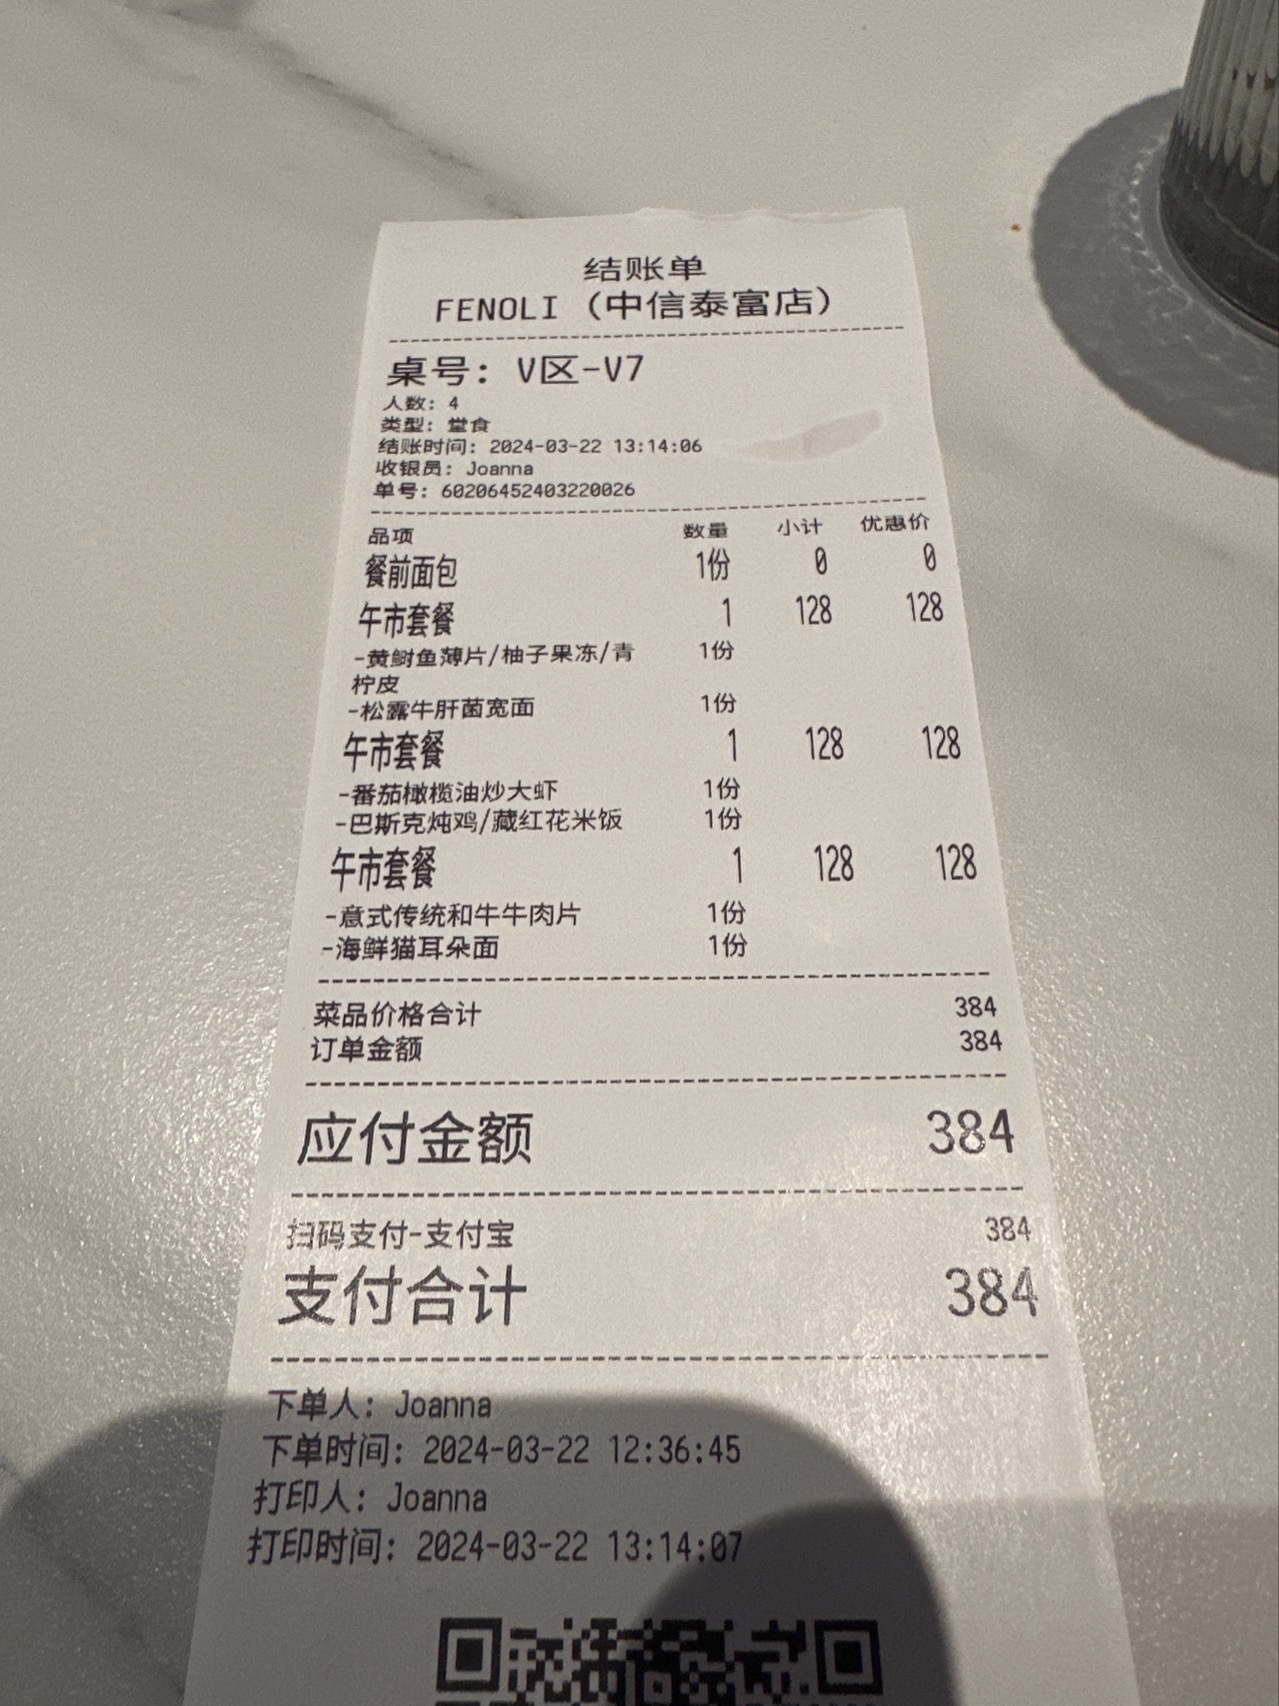 结账单
FENOLI（中信泰富店）
桌号： V区-V7
人数： 4
类型： 堂食
结账时间： 2024-03-22 13:14:06
收银员： Joanna
单号： 60206452403220026
品项 数量 小计 优惠价
餐前面包 1份 0 0
午市套餐 1 128 128
-黄鲥鱼薄片/柚子果冻/青 1份
柠皮
-松露牛肝菌宽面 1份
午市套餐 1 128 128
-番茄橄榄油炒大虾 1份
-巴斯克炖鸡/藏红花米饭 1份
午市套餐 1 128 128
-意式传统和牛牛肉片 1份
-海鲜猫耳朵面 1份
菜品价格合计 384
订单金额 384
应付金额 384
扫码支付-支付宝 384
支付合计 384
下单人： Joanna
下单时间： 2024-03-22 12:36:45
打印人： Joanna
打印时间： 2024-03-22 13:14:07